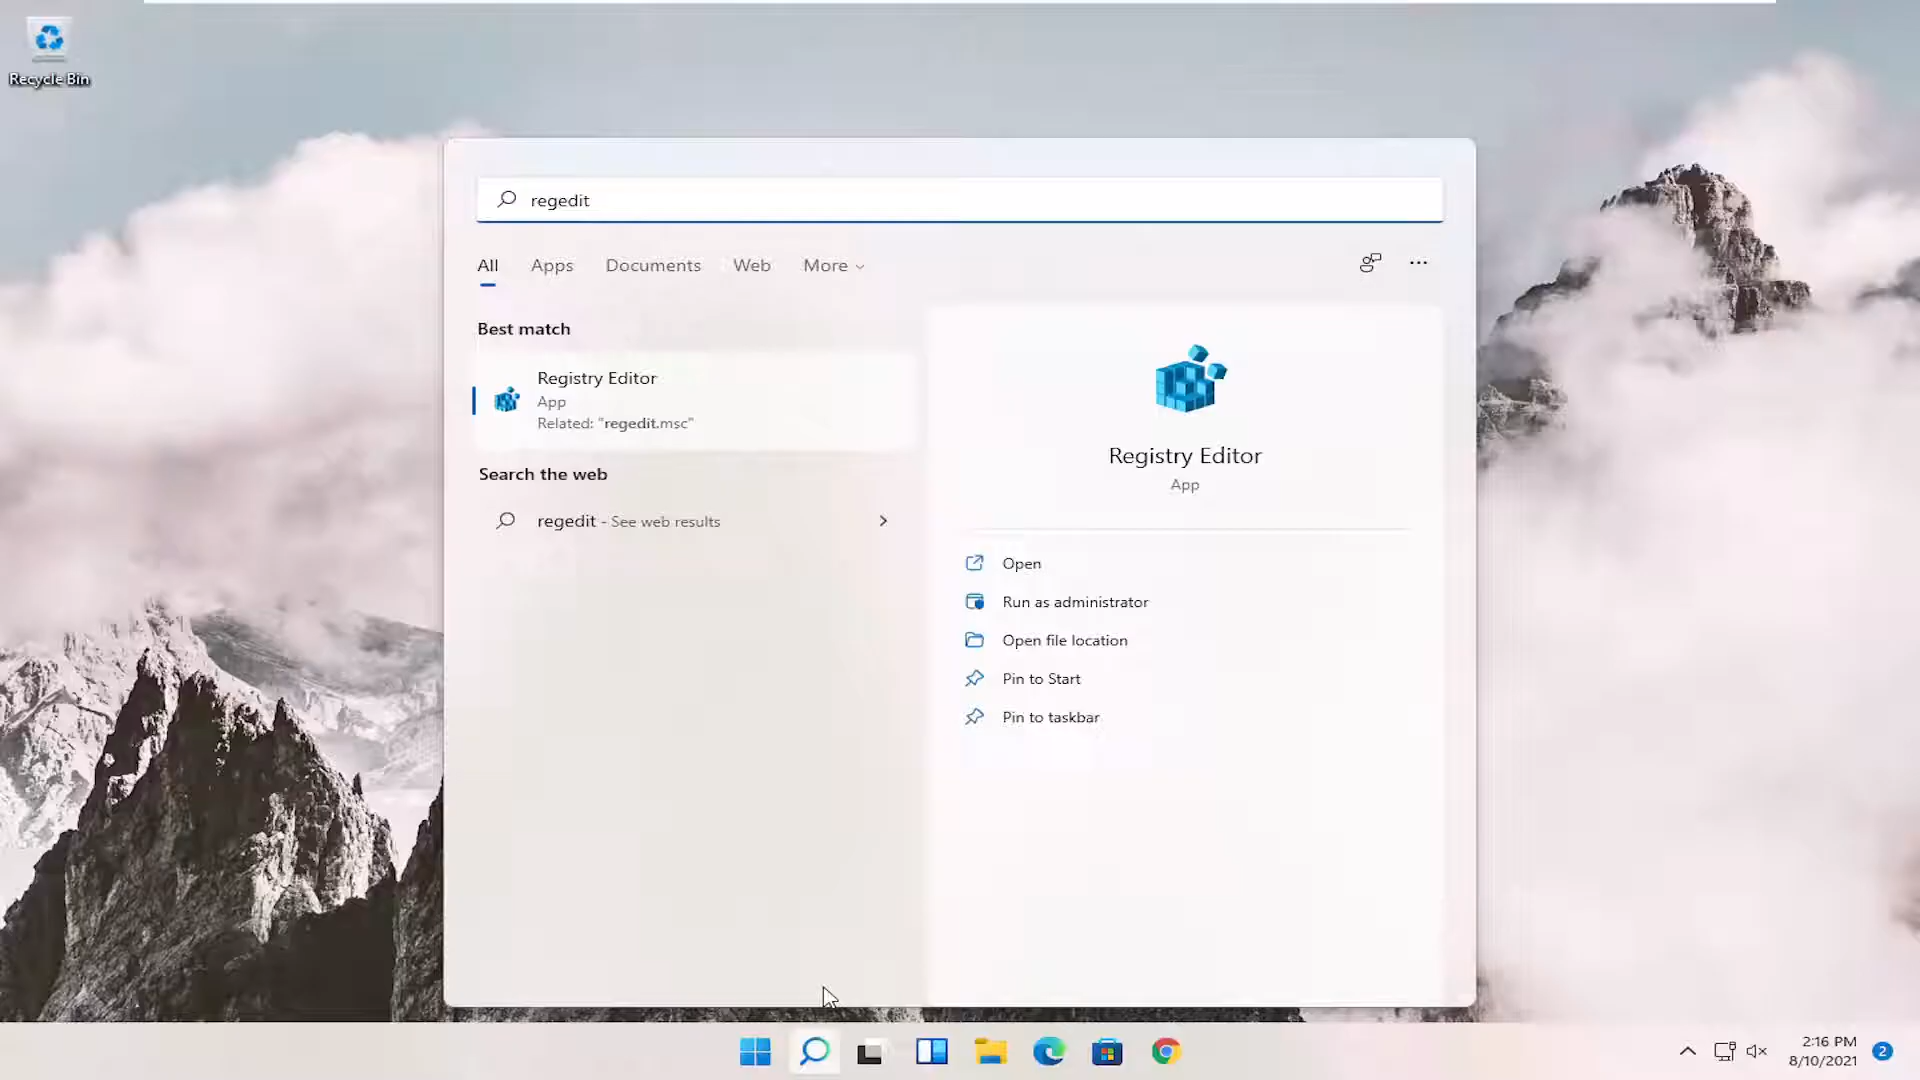 Recycle Bin
regedit
All Apps Documents Web More
Best match
Registry Editor
App
Related: "regedit.msc"
Search the web
regedit - See web results
Registry Editor
App
Open
Run as administrator
Open file location
Pin to Start
Pin to taskbar
2:16 PM
8/10/2021
2